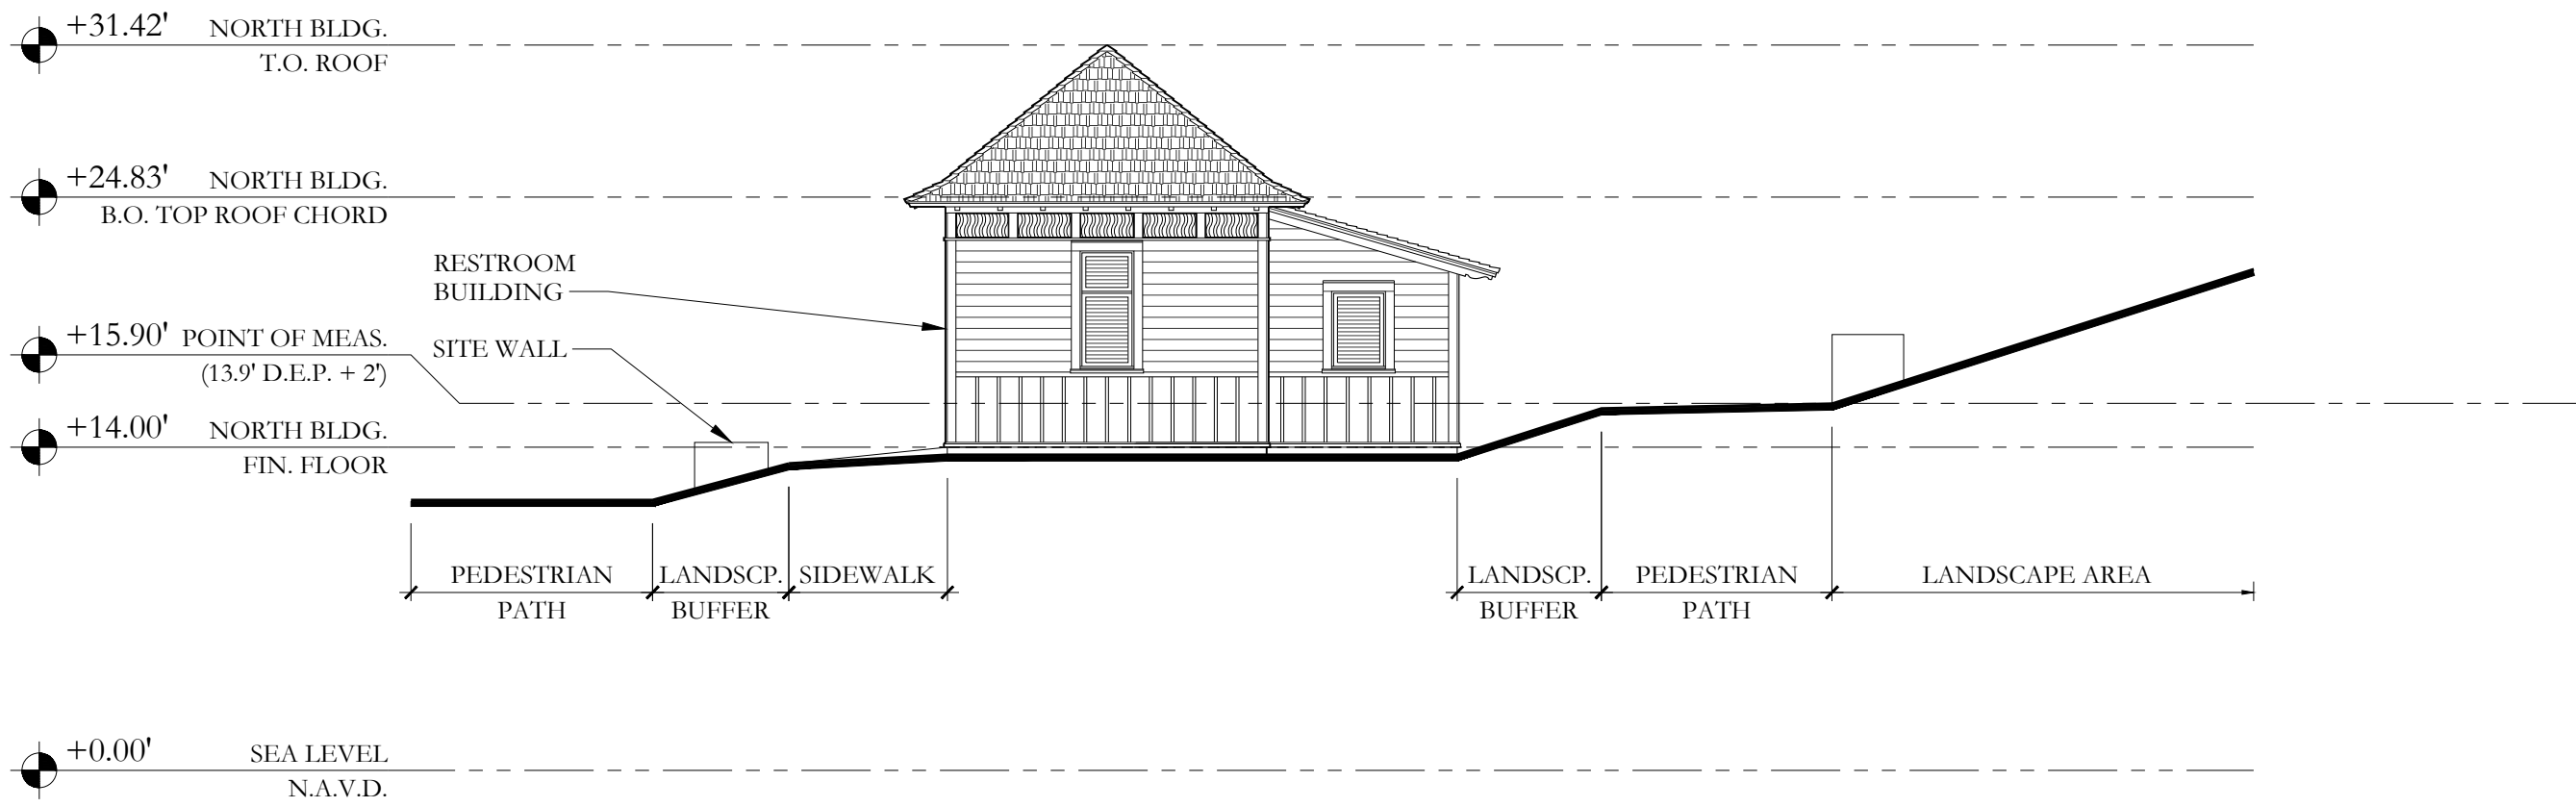 +31.42' NORTH BLDG.
T.O. ROOF
+24.83' NORTH BLDG.
B.O. TOP ROOF CHORD
RESTROOM
BUILDING
+15.90' POINT OF MEAS.
(13.9' D.E.P. + 2')
SITE WALL
+14.00' NORTH BLDG.
FIN. FLOOR
PEDESTRIAN
PATH
LANDSCP.
BUFFER
SIDEWALK
LANDSCP.
BUFFER
PEDESTRIAN
PATH
LANDSCAPE AREA
+0.00' SEA LEVEL
N.A.V.D.